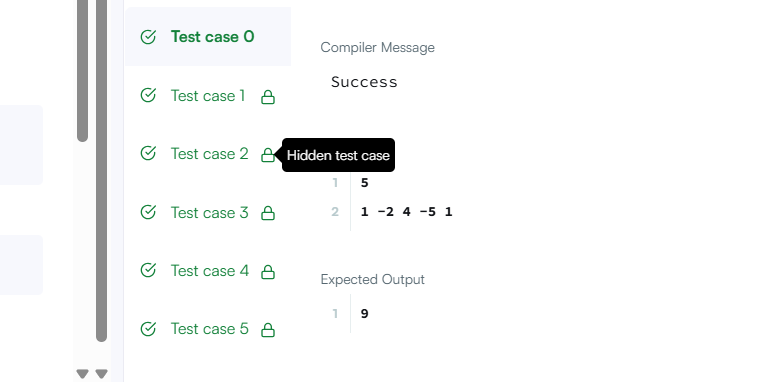 Test case 0
Test case 1
Test case 2
Test case 3
Test case 4
Test case 5
Compiler Message
Success
Hidden test case
1 5
2 1 -2 4 -5 1
Expected Output
1 9